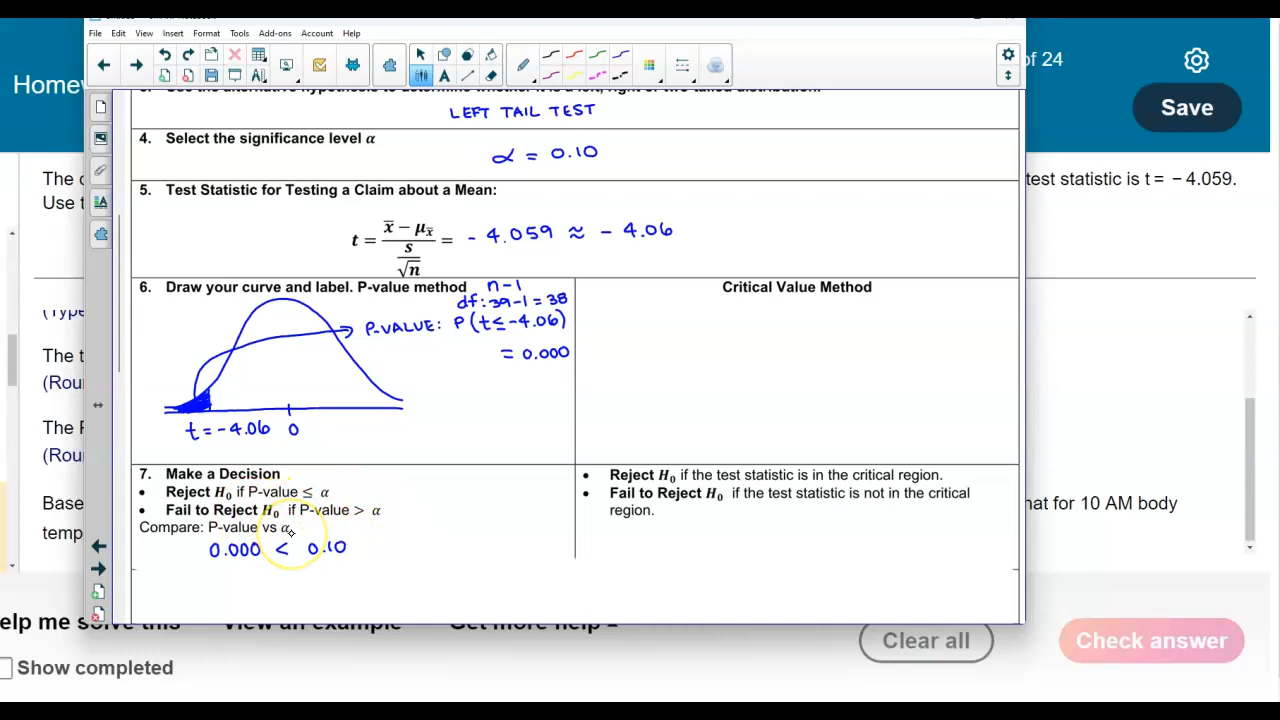 File Edit View Insert Format Tools Add-ons Account Help
Homew
of 24
Save
LEFT TAIL TEST
4. Select the significance level α
α = 0.10
The c
test statistic is t = − 4.059.
Use t
5. Test Statistic for Testing a Claim about a Mean:
t = (x̄ − μx̄) / (s / √n) = - 4.059 ≈ - 4.06
6. Draw your curve and label. P-value method
n - 1
df: 39-1 = 38
P-VALUE: P (t ≤ -4.06)
= 0.000
t = -4.06 0
Critical Value Method
(Type
The t
(Roun
The P
(Roun
Base
temp
hat for 10 AM body
7. Make a Decision
• Reject H₀ if P-value ≤ α
• Fail to Reject H₀ if P-value > α
Compare: P-value vs α
0.000 < 0.10
• Reject H₀ if the test statistic is in the critical region.
• Fail to Reject H₀ if the test statistic is not in the critical
region.
View an example
Get more help
Clear all
Check answer
Show completed